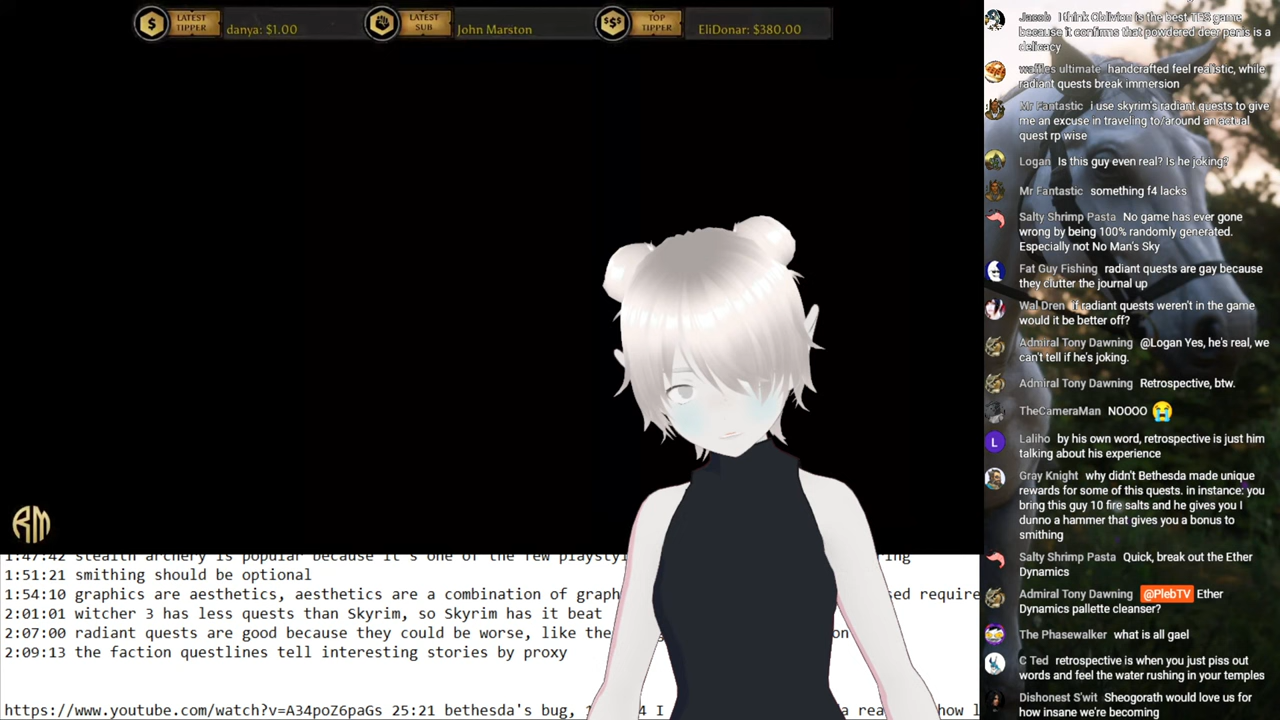 $
LATEST
TIPPER
danya: $1.00
LATEST
SUB
John Marston
$$$
TOP
TIPPER
EliDonar: $380.00
RM
1:47:42 stealth archery is popular because it's one of the few
1:51:21 smithing should be optional
1:54:10 graphics are aesthetics, aesthetics are a combination of
2:01:01 witcher 3 has less quests than Skyrim, so Skyrim has it beat
2:07:00 radiant quests are good because they could be worse, like the
2:09:13 the faction questlines tell interesting stories by proxy
25:21 bethesda's bug,
Jacob I think Oblivion is the best TES game
because it confirms that powdered deer penis is a
delicacy
waffles ultimate handcrafted feel realistic, while
radiant quests break immersion
Mr Fantastic i use skyrim's radiant quests to give
me an excuse in traveling to/around an actual
quest rp wise
Logan Is this guy even real? Is he joking?
Mr Fantastic something f4 lacks
Salty Shrimp Pasta No game has ever gone
wrong by being 100% randomly generated.
Especially not No Man's Sky
Fat Guy Fishing radiant quests are gay because
they clutter the journal up
Wal Dren if radiant quests weren't in the game
would it be better off?
Admiral Tony Dawning @Logan Yes, he's real, we
can't tell if he's joking.
Admiral Tony Dawning Retrospective, btw.
TheCameraMan NOOOO 😭
L
Laliho by his own word, retrospective is just him
talking about his experience
Gray Knight why didn't Bethesda made unique
rewards for some of this quests. in instance: you
bring this guy 10 fire salts and he gives you I
dunno a hammer that gives you a bonus to
smithing
Salty Shrimp Pasta Quick, break out the Ether
Dynamics
Admiral Tony Dawning @PlebTV Ether
Dynamics pallette cleanser?
The Phasewalker what is all gael
C Ted retrospective is when you just piss out
words and feel the water rushing in your temples
Dishonest S'wit Sheogorath would love us for
how insane we're becoming